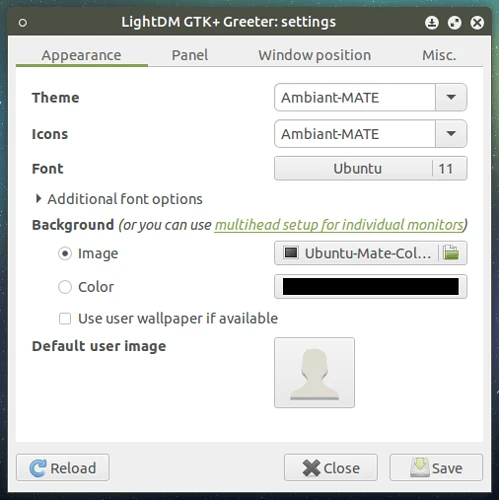 LightDM GTK+ Greeter: settings
Appearance Panel Window position Misc.
Theme Ambiant-MATE
Icons Ambiant-MATE
Font Ubuntu 11
Additional font options
Background (or you can use multihead setup for individual monitors)
Image Ubuntu-Mate-Col...
Color
Use user wallpaper if available
Default user image
Reload Close Save